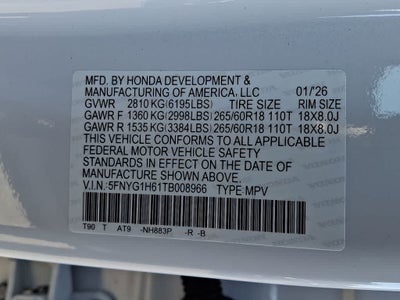 MFD. BY HONDA DEVELOPMENT &
MANUFACTURING OF AMERICA, LLC 01/'26
GVWR 2810 KG(6195LBS) TIRE SIZE RIM SIZE
GAWR F 1360 KG(2998LBS) 265/60R18 110T 18X8.0J
GAWR R 1535 KG(3384LBS) 265/60R18 110T 18X8.0J
THIS VEHICLE CONFORMS TO ALL APPLICABLE
FEDERAL MOTOR VEHICLE SAFETY
STANDARDS IN EFFECT ON THE DATE OF
MANUFACTURE SHOWN ABOVE.
V.I.N.:5FNYG1H61TB008966 TYPE MPV
T90 T AT9 -NH883P -R -B